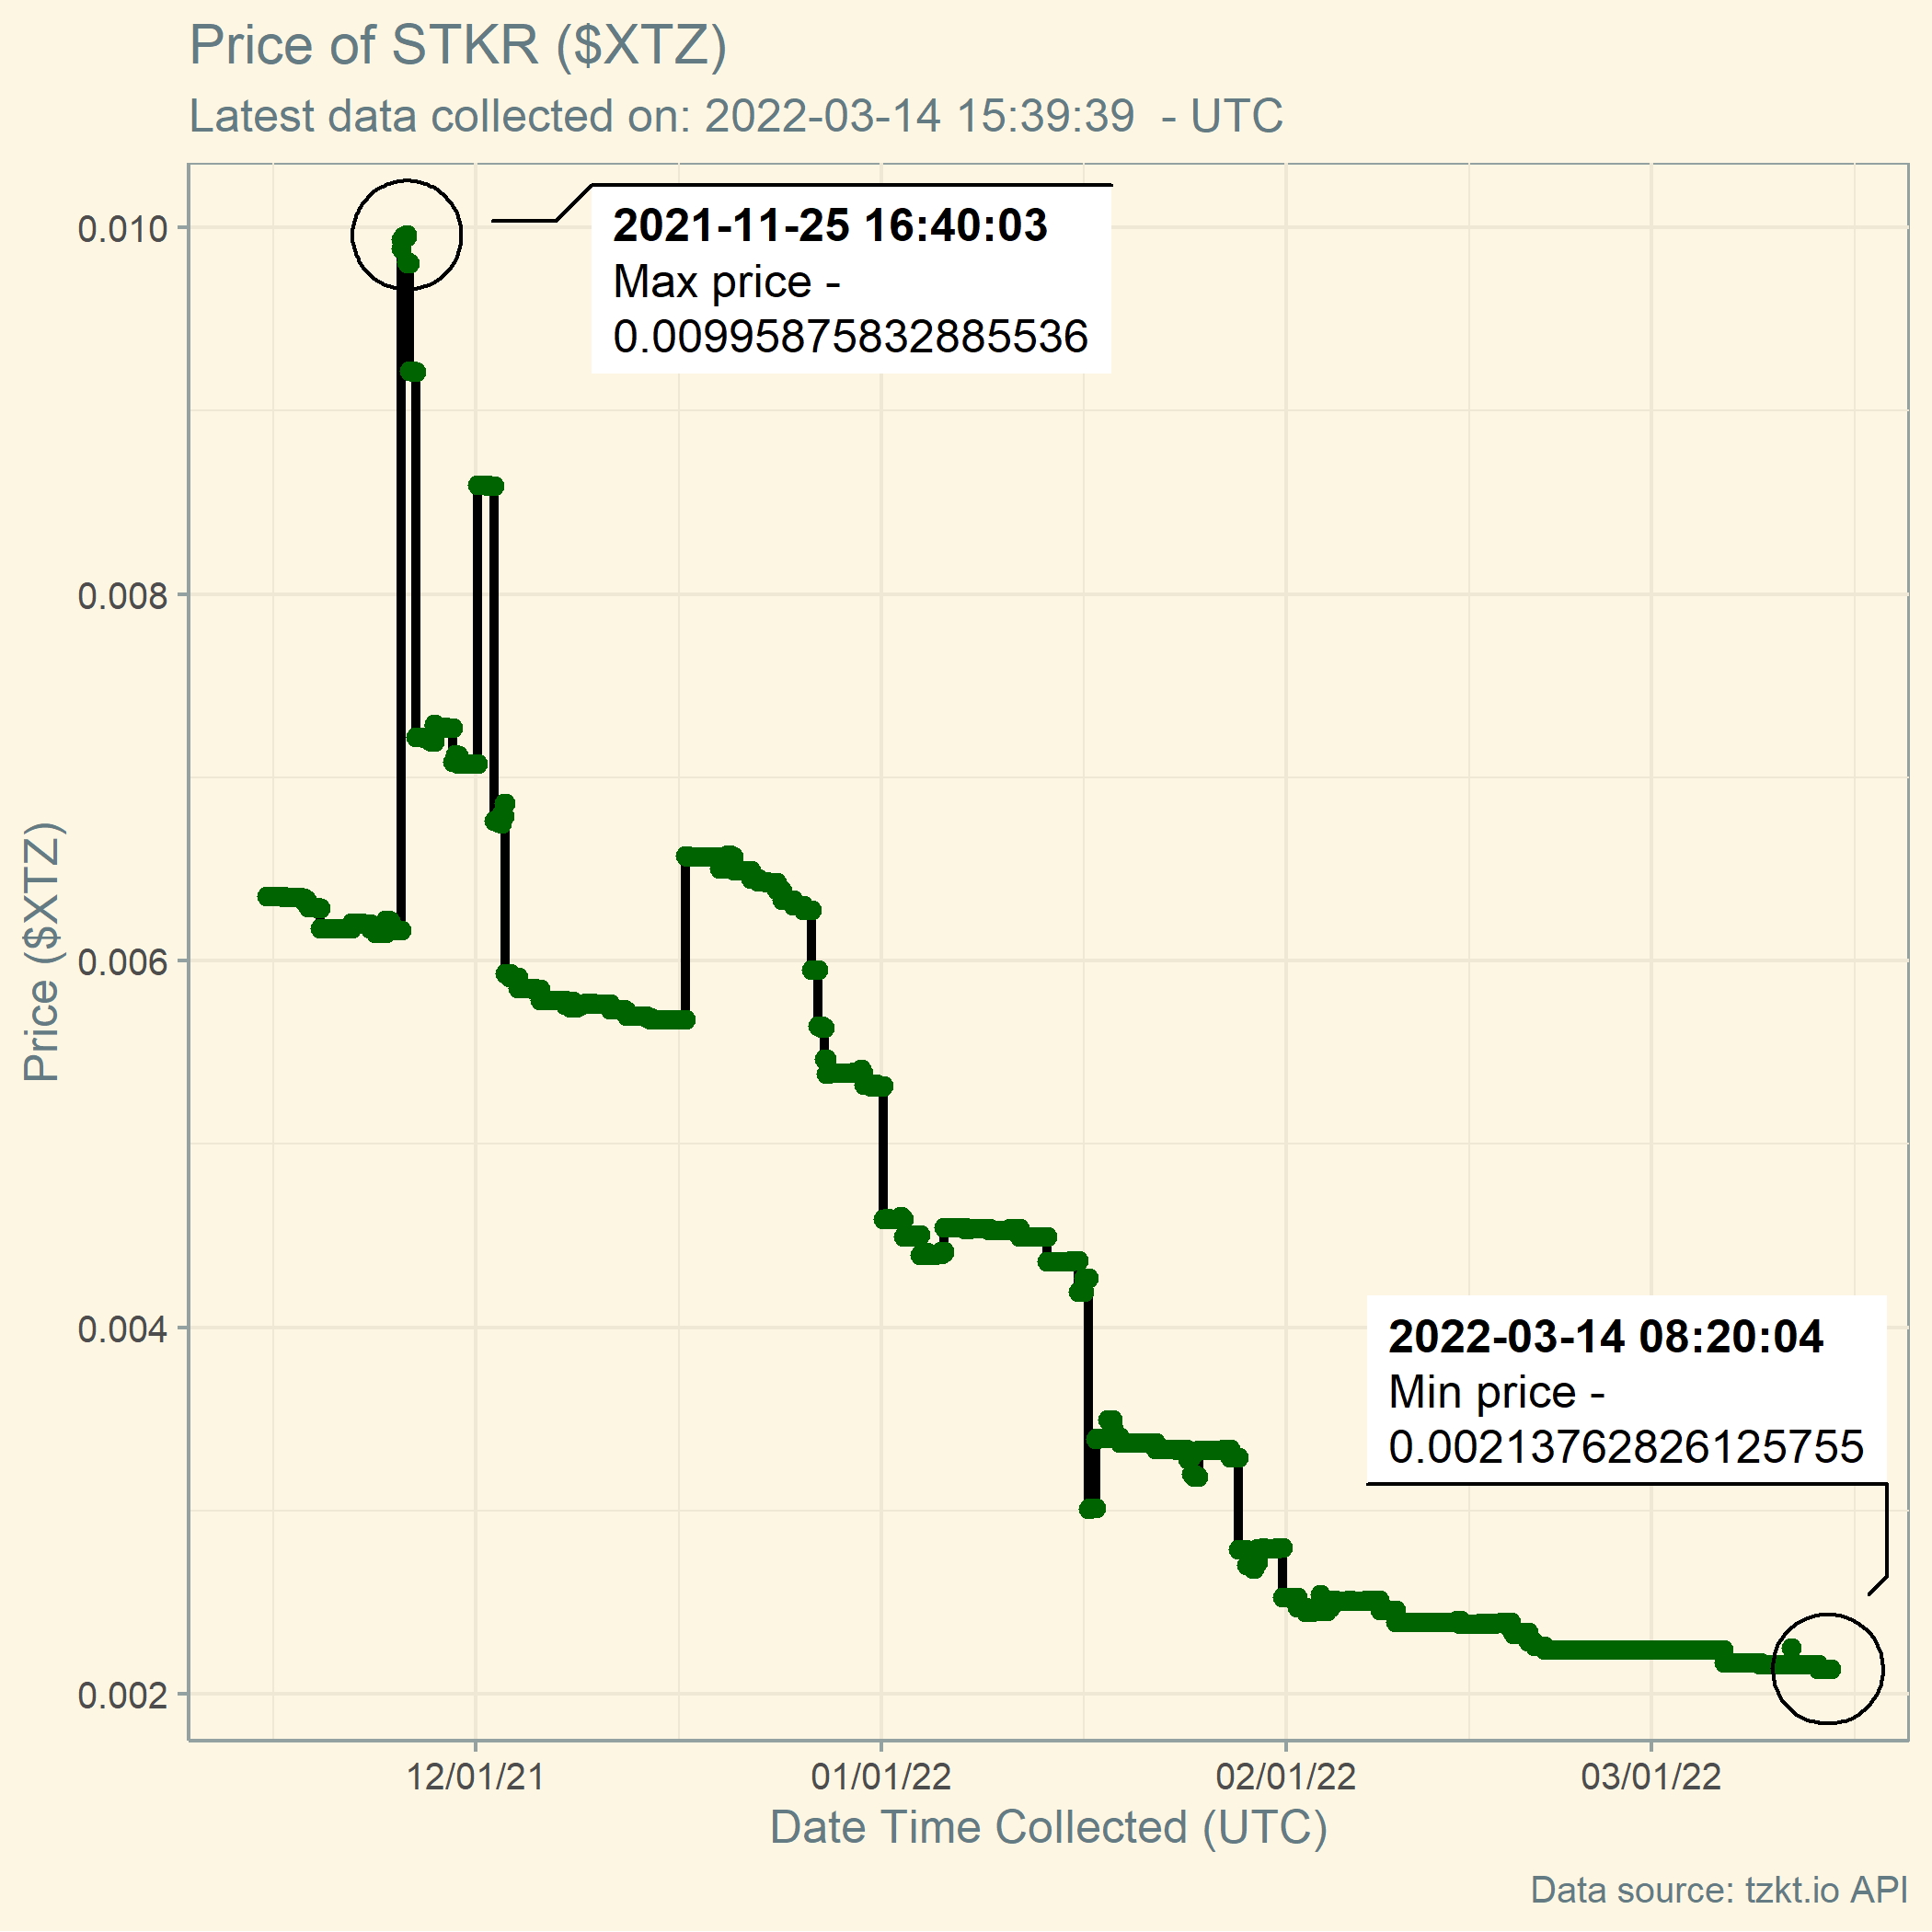 Price of STKR ($XTZ)
Latest data collected on: 2022-03-14 15:39:39  - UTC
2021-11-25 16:40:03
Max price -
0.00995875832885536
0.010
0.008
0.006
0.004
0.002
Price ($XTZ)
2022-03-14 08:20:04
Min price -
0.002137628261257​55
12/01/21
01/01/22
02/01/22
03/01/22
Date Time Collected (UTC)
Data source: tzkt.io API